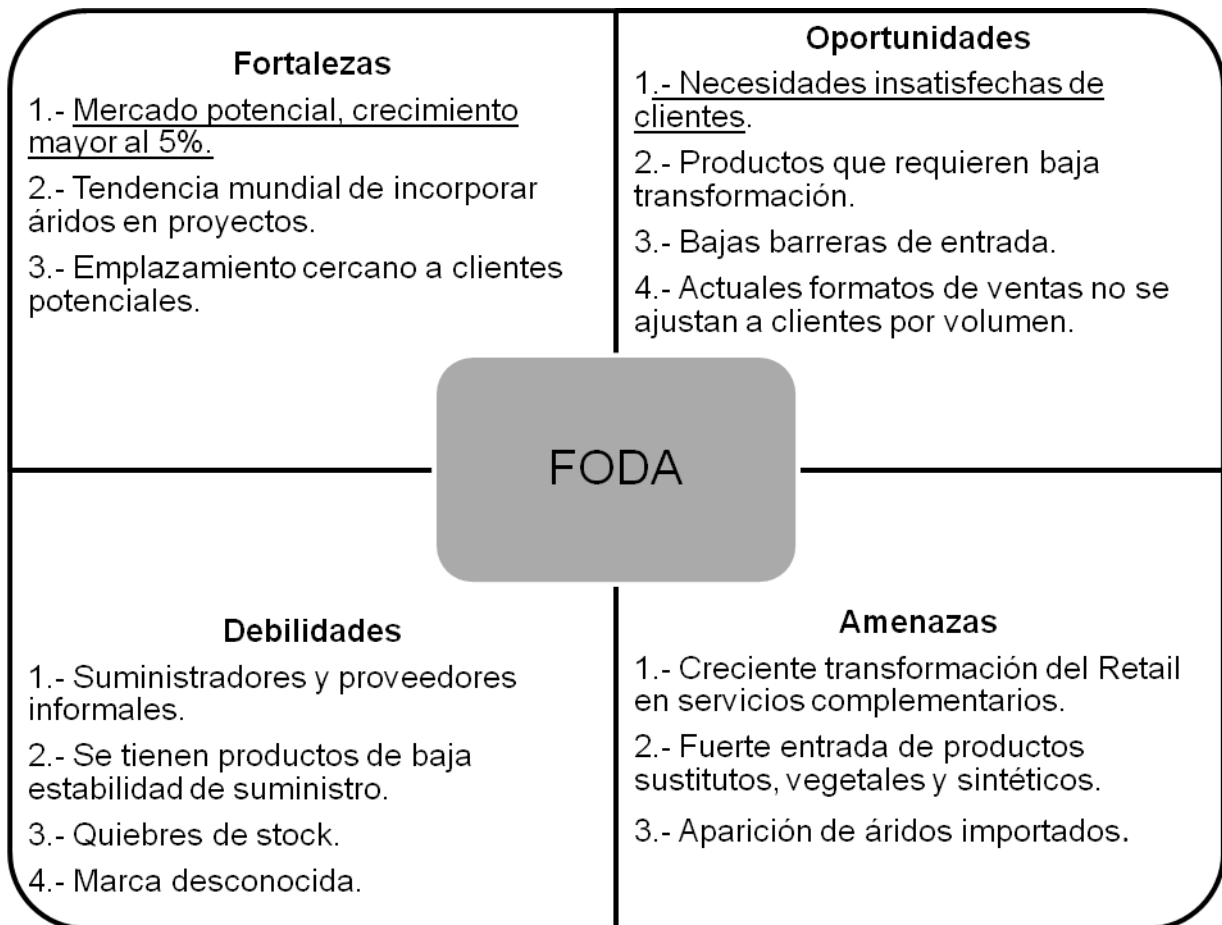 Fortalezas
1.- Mercado potencial, crecimiento
mayor al 5%.
2.- Tendencia mundial de incorporar
áridos en proyectos.
3.- Emplazamiento cercano a clientes
potenciales.
Oportunidades
1.- Necesidades insatisfechas de
clientes.
2.- Productos que requieren baja
transformación.
3.- Bajas barreras de entrada.
4.- Actuales formatos de ventas no se
ajustan a clientes por volumen.
FODA
Debilidades
1.- Suministradores y proveedores
informales.
2.- Se tienen productos de baja
estabilidad de suministro.
3.- Quiebres de stock.
4.- Marca desconocida.
Amenazas
1.- Creciente transformación del Retail
en servicios complementarios.
2.- Fuerte entrada de productos
sustitutos, vegetales y sintéticos.
3.- Aparición de áridos importados.